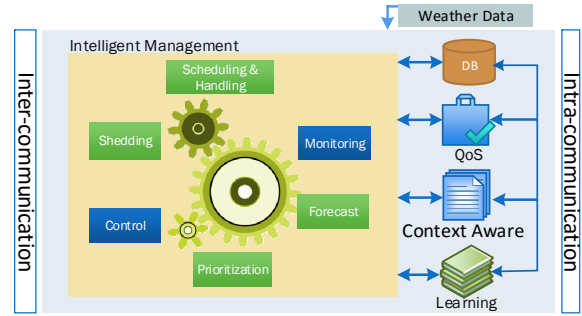 Weather Data
Intelligent Management
Inter-communication
Scheduling &
Handling
Shedding
Monitoring
Control
Forecast
Prioritization
DB
QoS
Context Aware
Learning
Intra-communication